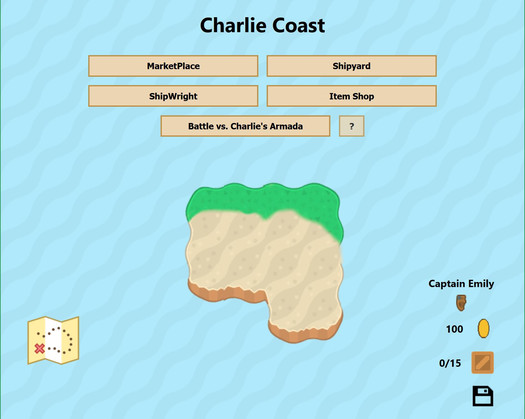 Charlie Coast
MarketPlace
Shipyard
ShipWright
Item Shop
Battle vs. Charlie's Armada
?
Captain Emily
100
0/15